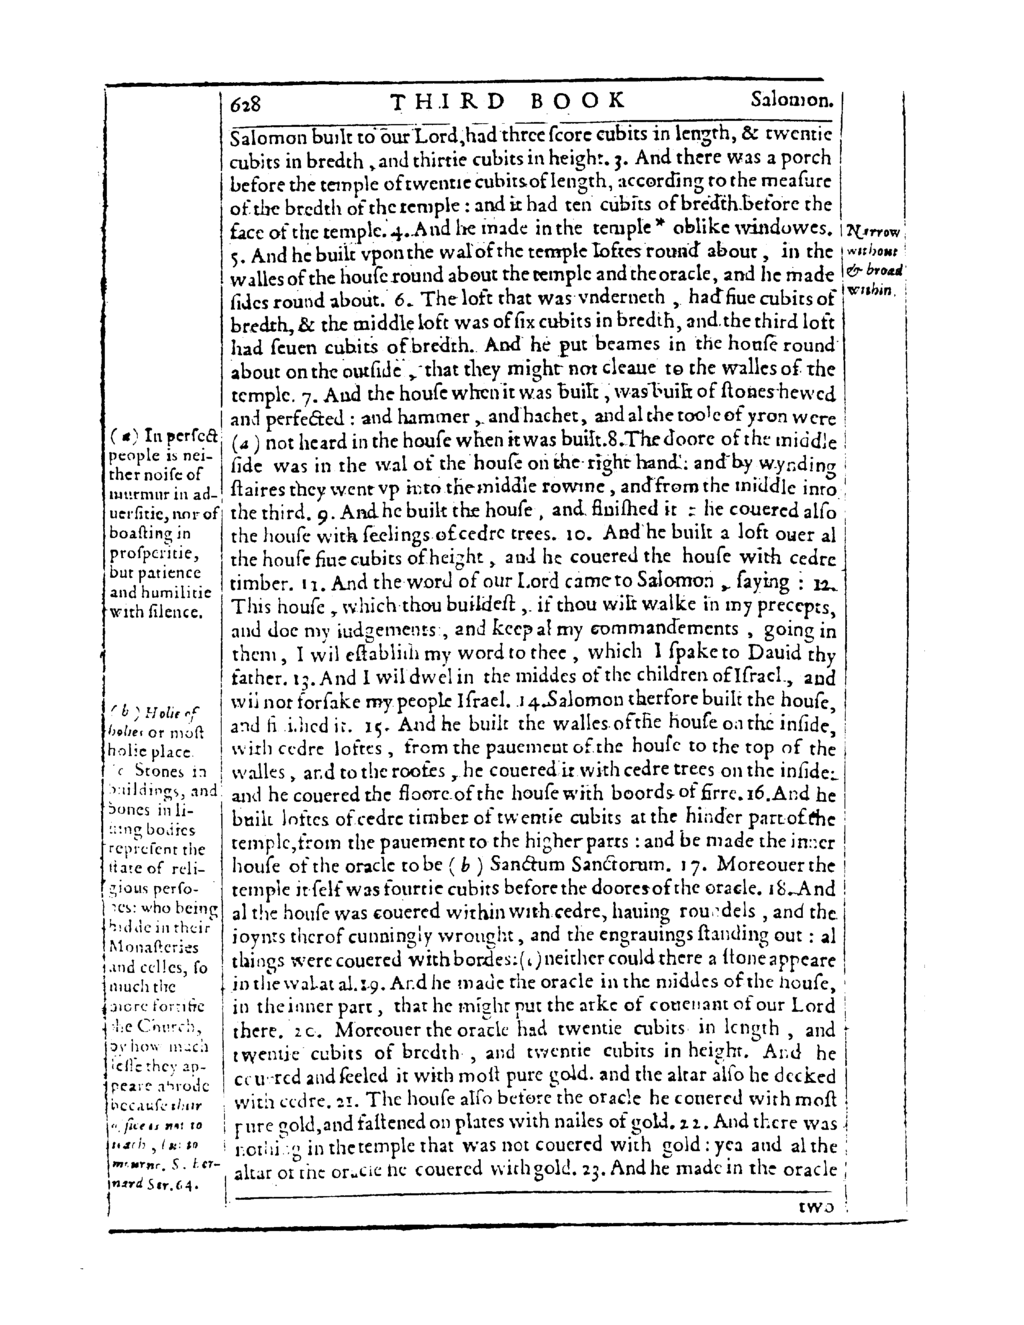 628 THIRD BOOK Salomon.
Salomon built to our Lord, had three ſcore cubits in length, & twentie
cubits in bredth, and thirtie cubits in height. 3. And there was a porch
before the temple of twentie cubits of length, according to the meaſure
of the bredth of the temple : and it had ten cubits of bredth before the
face of the temple. 4. And he made in the temple * oblike windowes.
5. And he built vpon the wal of the temple loftes round about, in the
walles of the houſe round about the temple and the oracle, and he made
ſides round about. 6. The loft that was vnderneth, had fiue cubits of
bredth, & the middle loft was of ſix cubits in bredth, and the third loft
had ſeuen cubits of bredth. And he put beames in the houſe round
about on the outſide, that they might not cleaue to the walles of the
temple. 7. And the houſe when it was built, was built of ſtones hewed
and perfected : and hammer, and hachet, and al the toole of yron were
(a) not heard in the houſe when it was built. 8. The doore of the middle
ſide was in the wal of the houſe on the right hand : and by wynding
ſtaires they went vp into the middle rowme, and from the middle into
the third. 9. And he built the houſe, and finiſhed it : he couered alſo
the houſe with ſeelings of cedre trees. 10. And he built a loft ouer al
the houſe fiue cubits of height, and he couered the houſe with cedre
timber. 11. And the word of our Lord came to Salomon, ſaying : 12.
This houſe, which thou buildeſt, if thou wilt walke in my precepts,
and doe my iudgements, and keep al my commandements, going in
them, I wil eſtabliſh my word to thee, which I ſpake to Dauid thy
father. 13. And I wil dwel in the middes of the children of Iſrael, and
wil not forſake my people Iſrael. 14. Salomon therfore built the houſe,
and finiſhed it. 15. And he built the walles of the houſe on the inſide,
with cedre loftes, from the pauement of the houſe to the top of the
walles, and to the rootes, he couered it with cedre trees on the inſide:
and he couered the floore of the houſe with boords of firre. 16. And he
built loftes of cedre timber of twentie cubits at the hinder part of the
temple, from the pauement to the higher parts : and he made the inner
houſe of the oracle to be (b) Sanctum Sanctorum. 17. Moreouer the
temple it ſelf was fourtie cubits before the doores of the oracle. 18. And
al the houſe was couered within with cedre, hauing roundels, and the
ioynts therof cunningly wrought, and the engrauings ſtanding out : al
things were couered with bordes: (c) neither could there a ſtone appeare
in the wal at al. 19. And he made the oracle in the middes of the houſe,
in the inner part, that he might put the arke of couenant of our Lord
there. 20. Moreouer the oracle had twentie cubits in length, and
twentie cubits of bredth, and twentie cubits in height. And he
couered and ſeeled it with moſt pure gold. and the altar alſo he decked
with cedre. 21. The houſe alſo before the oracle he couered with moſt
pure gold, and faſtened on plates with nailes of gold. 22. And there was
nothing in the temple that was not couered with gold : yea and al the
altar of the oracle he couered with gold. 23. And he made in the oracle
two
Narrow
without
& broad
within.
(a) In perfect
people is nei-
ther noiſe of
murmur in ad-
uerſitie, nor of
boaſting in
proſperitie,
but patience
and humilitie
with ſilence.
(b) Holie of
holies or moſt
holie place.
c Stones in
buildings, and
bones in li-
uing bodies
repreſent the
ſtate of reli-
gious perſo-
nes: who being
hidde in their
Monaſteries
and celles, ſo
much the
more fortifie
the Church,
by how much
leſſe they ap-
peare abrode
becauſe their
office is not to
teach, but to
mourne. S. Ber-
nard Ser. 64.